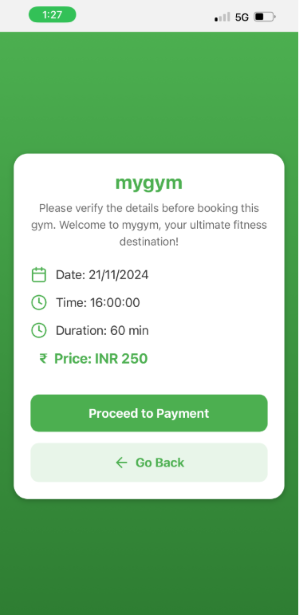 1:27
5G
mygym
Please verify the details before booking this
gym. Welcome to mygym, your ultimate fitness
destination!
Date: 21/11/2024
Time: 16:00:00
Duration: 60 min
₹ Price: INR 250
Proceed to Payment
← Go Back